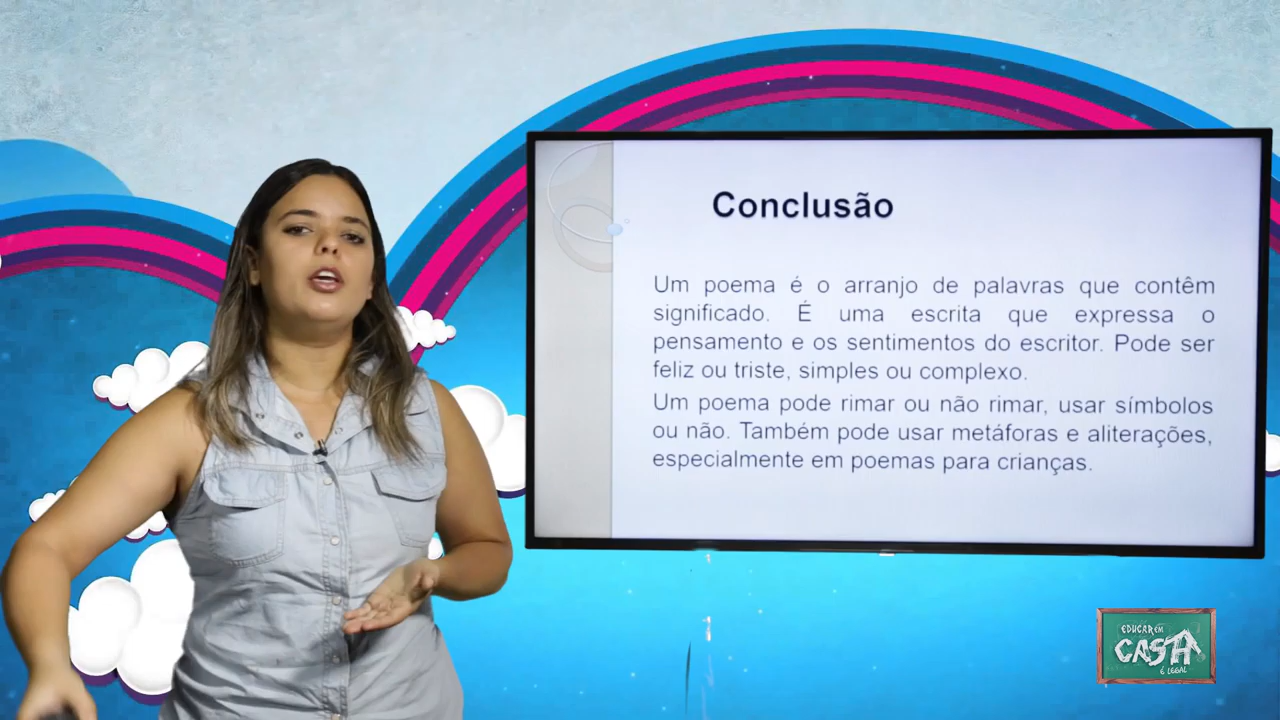 Conclusão
Um poema é o arranjo de palavras que contêm
significado. É uma escrita que expressa o
pensamento e os sentimentos do escritor. Pode ser
feliz ou triste, simples ou complexo.
Um poema pode rimar ou não rimar, usar símbolos
ou não. Também pode usar metáforas e aliterações,
especialmente em poemas para crianças.
EDUCAR EM
CASA
É LEGAL